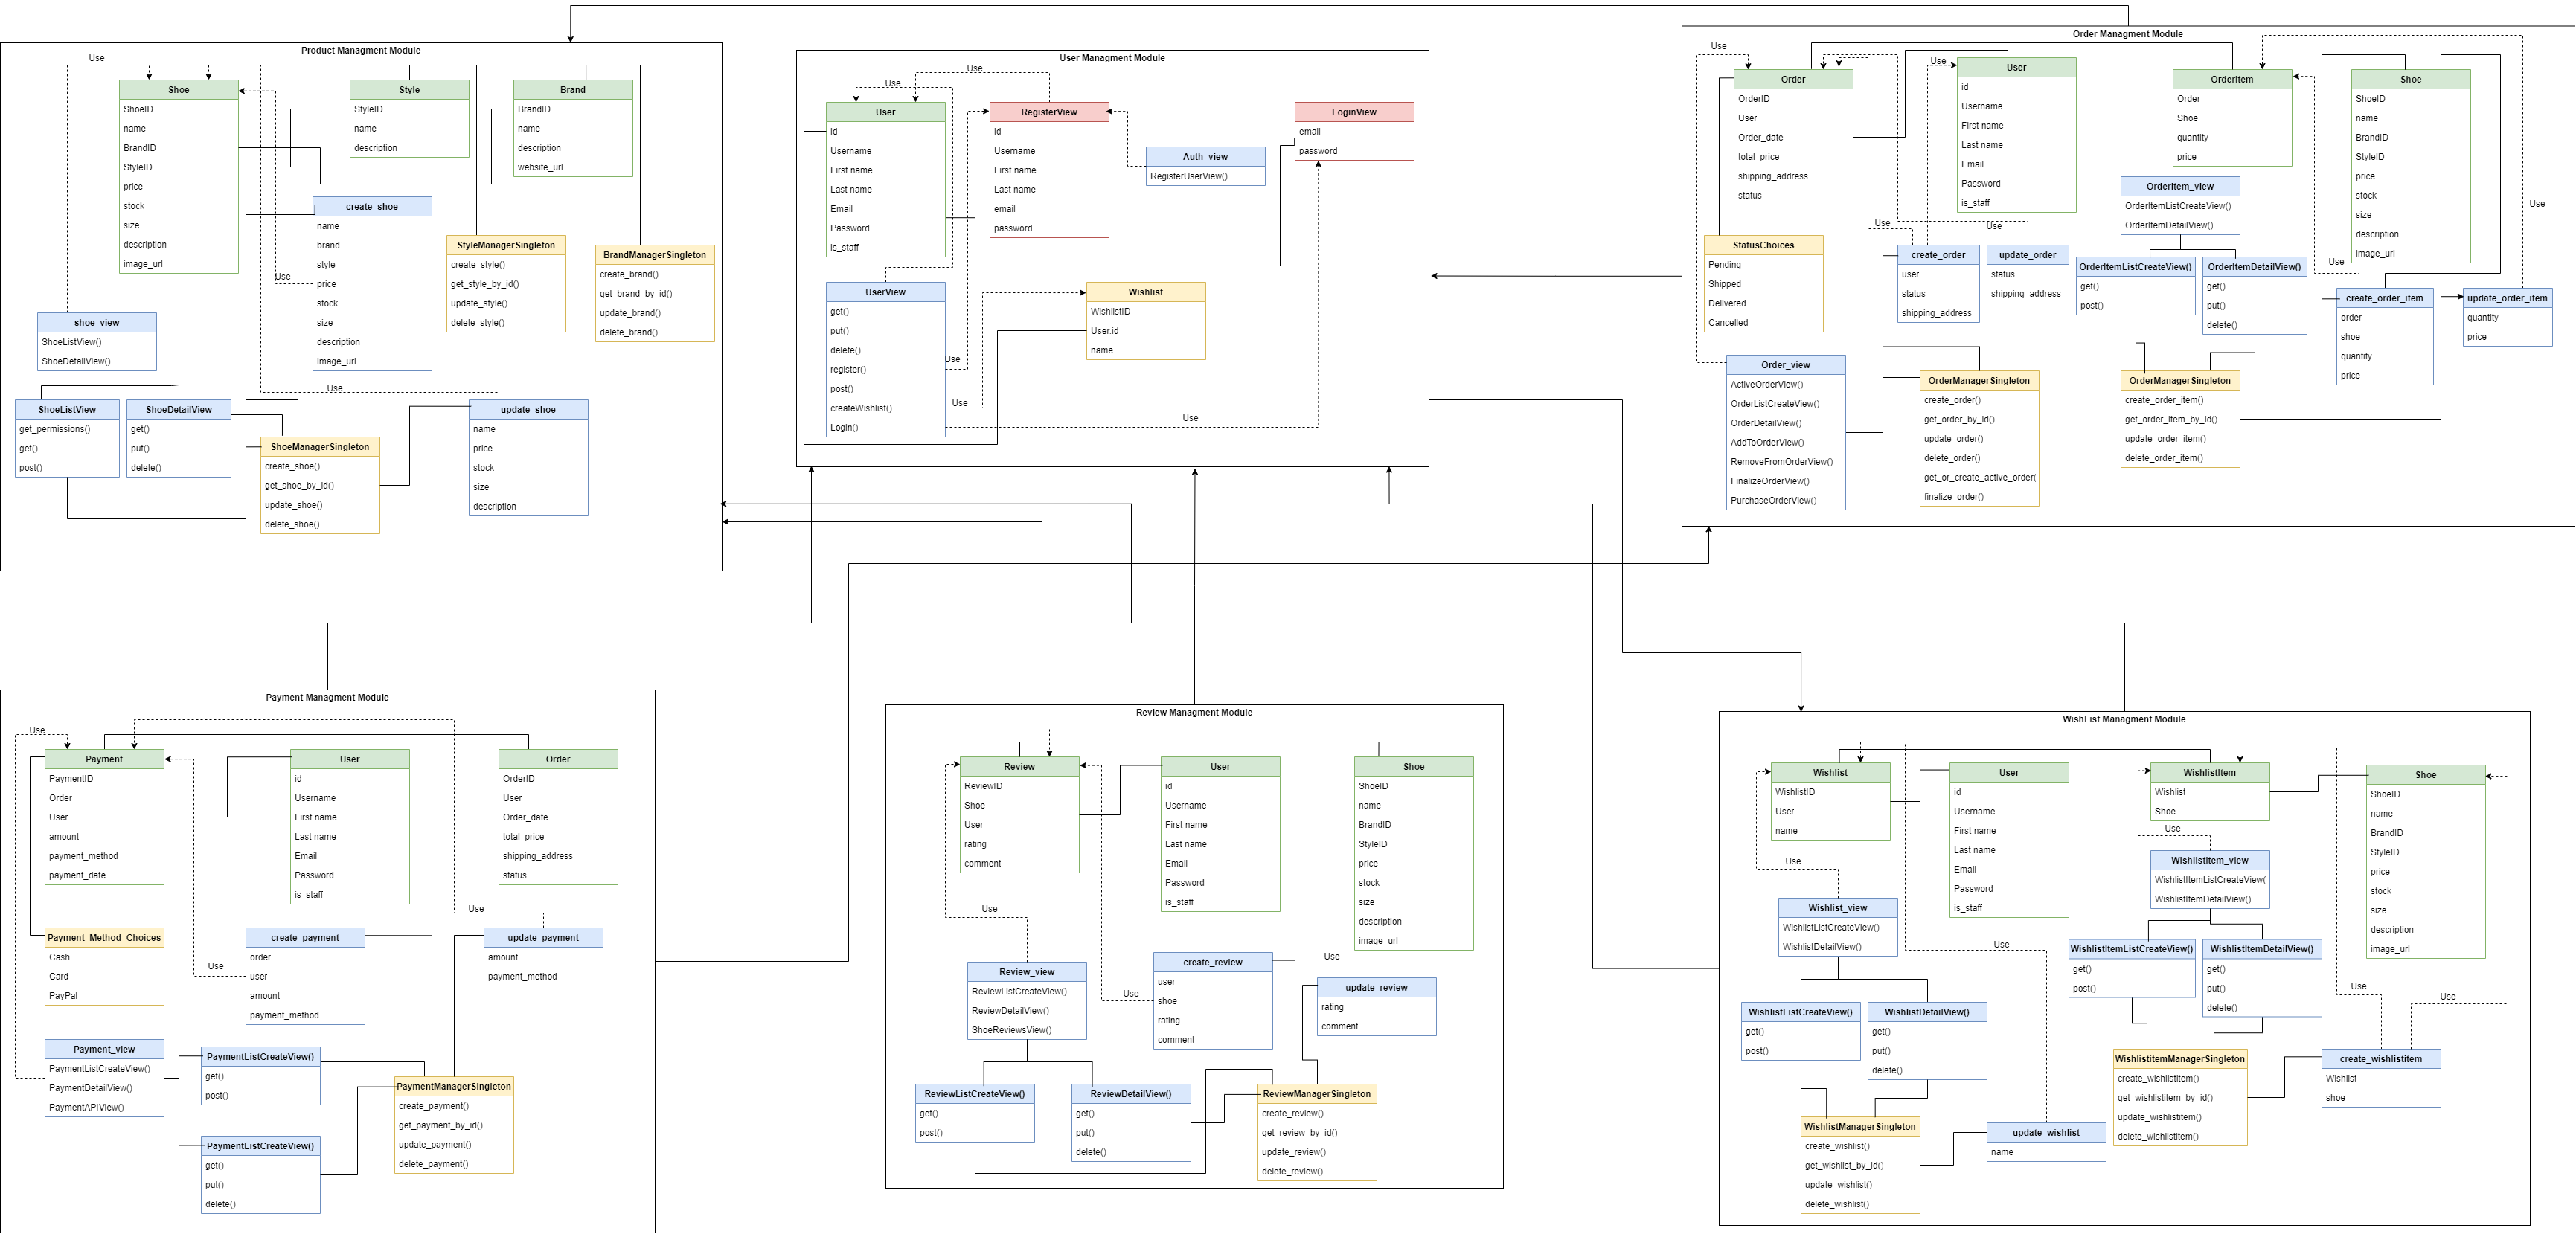 Product Managment Module
Use
Shoe
ShoeID
name
BrandID
StyleID
price
stock
size
description
image_url
Style
StyleID
name
description
Brand
BrandID
name
description
website_url
create_shoe
name
brand
style
price
stock
size
description
image_url
Use
StyleManagerSingleton
create_style()
get_style_by_id()
update_style()
delete_style()
BrandManagerSingleton
create_brand()
get_brand_by_id()
update_brand()
delete_brand()
shoe_view
ShoeListView()
ShoeDetailView()
Use
ShoeListView
get_permissions()
get()
post()
ShoeDetailView
get()
put()
delete()
ShoeManagerSingleton
create_shoe()
get_shoe_by_id()
update_shoe()
delete_shoe()
update_shoe
name
price
stock
size
description
User Managment Module
Use
Use
User
id
Username
First name
Last name
Email
Password
is_staff
RegisterView
id
Username
First name
Last name
email
password
Auth_view
RegisterUserView()
LoginView
email
password
UserView
get()
put()
delete()
register()
post()
createWishlist()
Login()
Use
Use
Use
Wishlist
WishlistID
User.id
name
Order Managment Module
Use
Order
OrderID
User
Order_date
total_price
shipping_address
status
Use
User
id
Username
First name
Last name
Email
Password
is_staff
OrderItem
Order
Shoe
quantity
price
Shoe
ShoeID
name
BrandID
StyleID
price
stock
size
description
image_url
Use
OrderItem_view
OrderItemListCreateView()
OrderItemDetailView()
StatusChoices
Pending
Shipped
Delivered
Cancelled
Use
Use
create_order
user
status
shipping_address
update_order
status
shipping_address
OrderItemListCreateView()
get()
post()
OrderItemDetailView()
get()
put()
delete()
Use
create_order_item
order
shoe
quantity
price
update_order_item
quantity
price
Order_view
ActiveOrderView()
OrderListCreateView()
OrderDetailView()
AddToOrderView()
RemoveFromOrderView()
FinalizeOrderView()
PurchaseOrderView()
OrderManagerSingleton
create_order()
get_order_by_id()
update_order()
delete_order()
get_or_create_active_order(
finalize_order()
OrderManagerSingleton
create_order_item()
get_order_item_by_id()
update_order_item()
delete_order_item()
Payment Managment Module
Use
Payment
PaymentID
Order
User
amount
payment_method
payment_date
User
id
Username
First name
Last name
Email
Password
is_staff
Order
OrderID
User
Order_date
total_price
shipping_address
status
Use
Payment_Method_Choices
Cash
Card
PayPal
Use
create_payment
order
user
amount
payment_method
update_payment
amount
payment_method
Payment_view
PaymentListCreateView()
PaymentDetailView()
PaymentAPIView()
PaymentListCreateView()
get()
post()
PaymentListCreateView()
get()
put()
delete()
PaymentManagerSingleton
create_payment()
get_payment_by_id()
update_payment()
delete_payment()
Review Managment Module
Review
ReviewID
Shoe
User
rating
comment
User
id
Username
First name
Last name
Email
Password
is_staff
Shoe
ShoeID
name
BrandID
StyleID
price
stock
size
description
image_url
Use
Review_view
ReviewListCreateView()
ReviewDetailView()
ShoeReviewsView()
Use
create_review
user
shoe
rating
comment
Use
update_review
rating
comment
ReviewListCreateView()
get()
post()
ReviewDetailView()
get()
put()
delete()
ReviewManagerSingleton
create_review()
get_review_by_id()
update_review()
delete_review()
WishList Managment Module
Wishlist
WishlistID
User
name
User
id
Username
First name
Last name
Email
Password
is_staff
WishlistItem
Wishlist
Shoe
Shoe
ShoeID
name
BrandID
StyleID
price
stock
size
description
image_url
Use
Use
Wishlist_view
WishlistListCreateView()
WishlistDetailView()
Wishlistitem_view
WishlistItemListCreateView(
WishlistItemDetailView()
Use
WishlistItemListCreateView()
get()
post()
WishlistItemDetailView()
get()
put()
delete()
Use
Use
WishlistListCreateView()
get()
post()
WishlistDetailView()
get()
put()
delete()
WishlistitemManagerSingleton
create_wishlistitem()
get_wishlistitem_by_id()
update_wishlistitem()
delete_wishlistitem()
create_wishlistitem
Wishlist
shoe
WishlistManagerSingleton
create_wishlist()
get_wishlist_by_id()
update_wishlist()
delete_wishlist()
update_wishlist
name